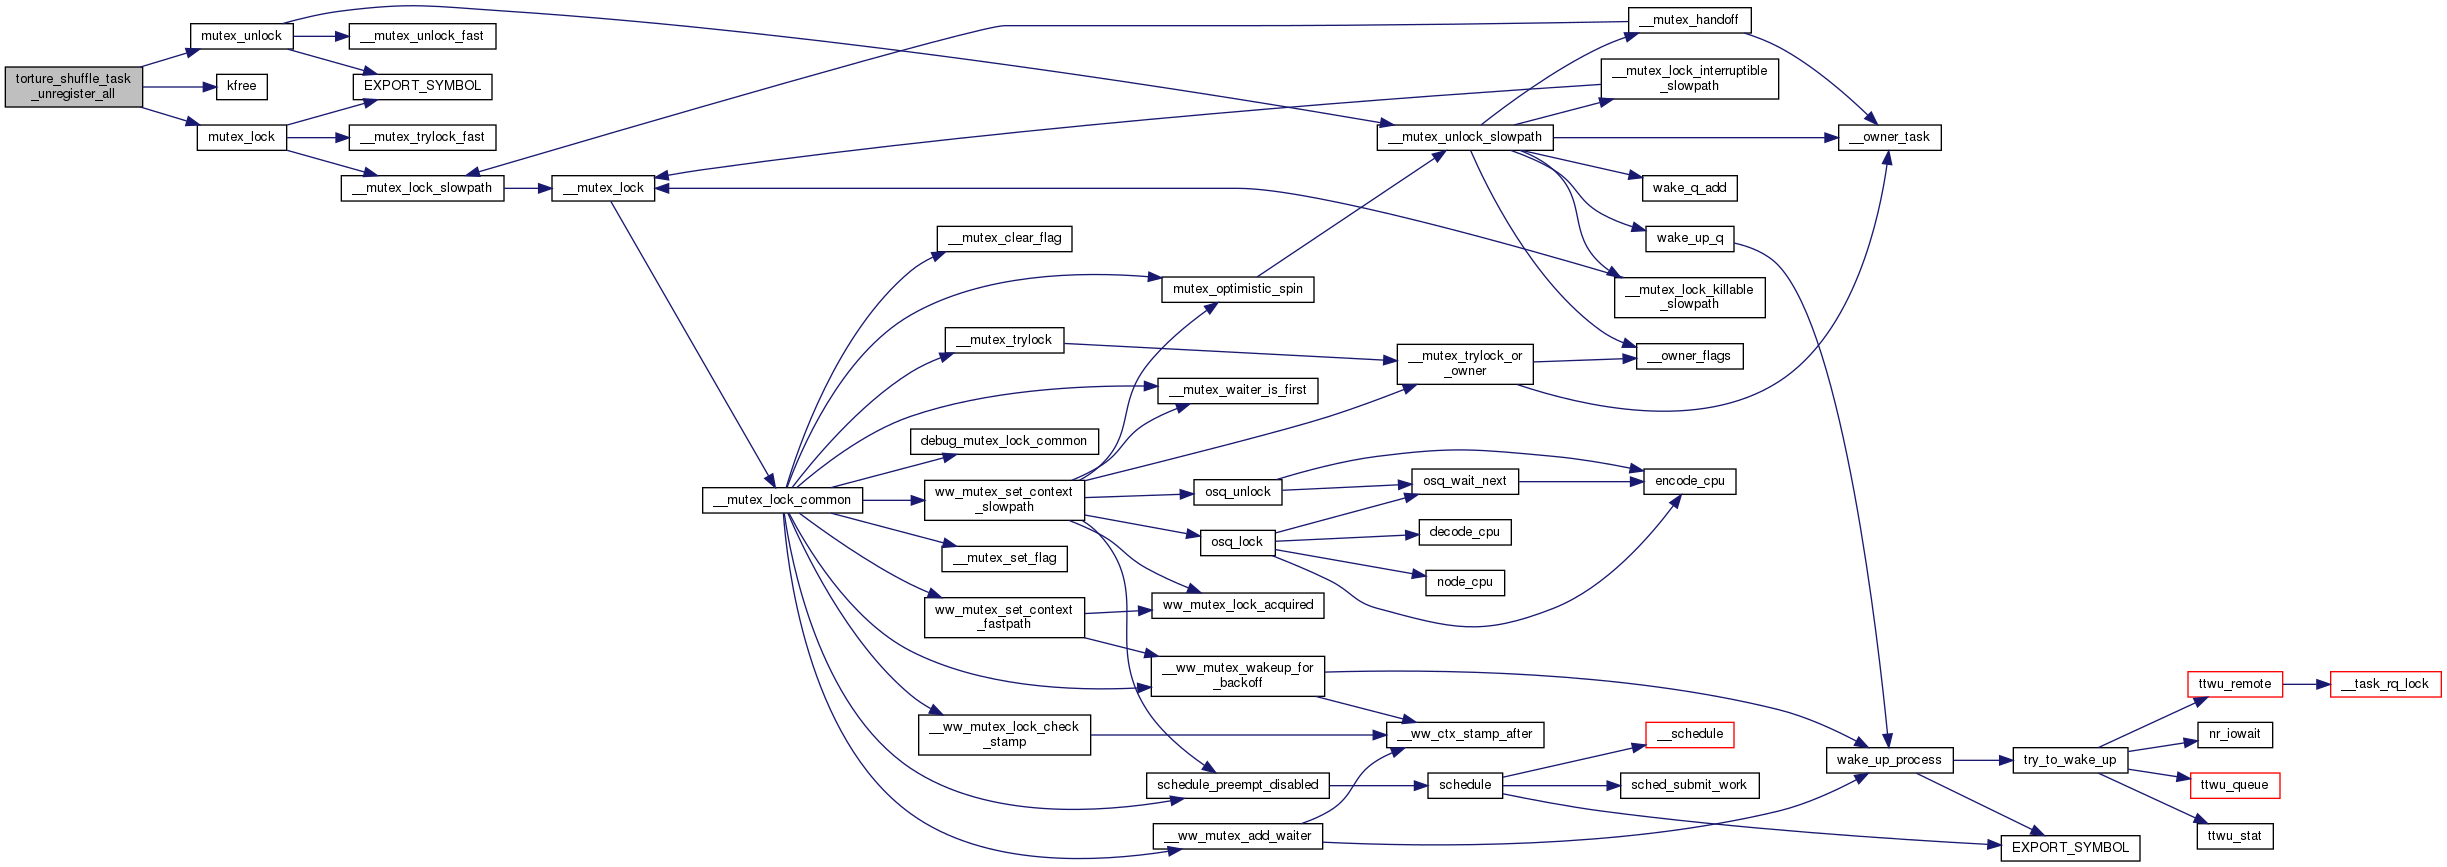 torture_shuffle_task
_unregister_all
mutex_unlock
kfree
mutex_lock
__mutex_unlock_fast
EXPORT_SYMBOL
__mutex_trylock_fast
__mutex_lock_slowpath
__mutex_lock
__mutex_lock_common
__mutex_clear_flag
__mutex_trylock
debug_mutex_lock_common
ww_mutex_set_context
_slowpath
__mutex_set_flag
ww_mutex_set_context
_fastpath
__ww_mutex_lock_check
_stamp
mutex_optimistic_spin
__mutex_waiter_is_first
osq_unlock
osq_lock
ww_mutex_lock_acquired
__ww_mutex_wakeup_for
_backoff
schedule_preempt_disabled
__ww_mutex_add_waiter
__mutex_unlock_slowpath
__mutex_trylock_or
_owner
osq_wait_next
decode_cpu
node_cpu
__ww_ctx_stamp_after
schedule
__mutex_handoff
__mutex_lock_interruptible
_slowpath
wake_q_add
wake_up_q
__mutex_lock_killable
_slowpath
__owner_flags
encode_cpu
__schedule
sched_submit_work
__owner_task
wake_up_process
try_to_wake_up
EXPORT_SYMBOL
ttwu_remote
nr_iowait
ttwu_queue
ttwu_stat
__task_rq_lock